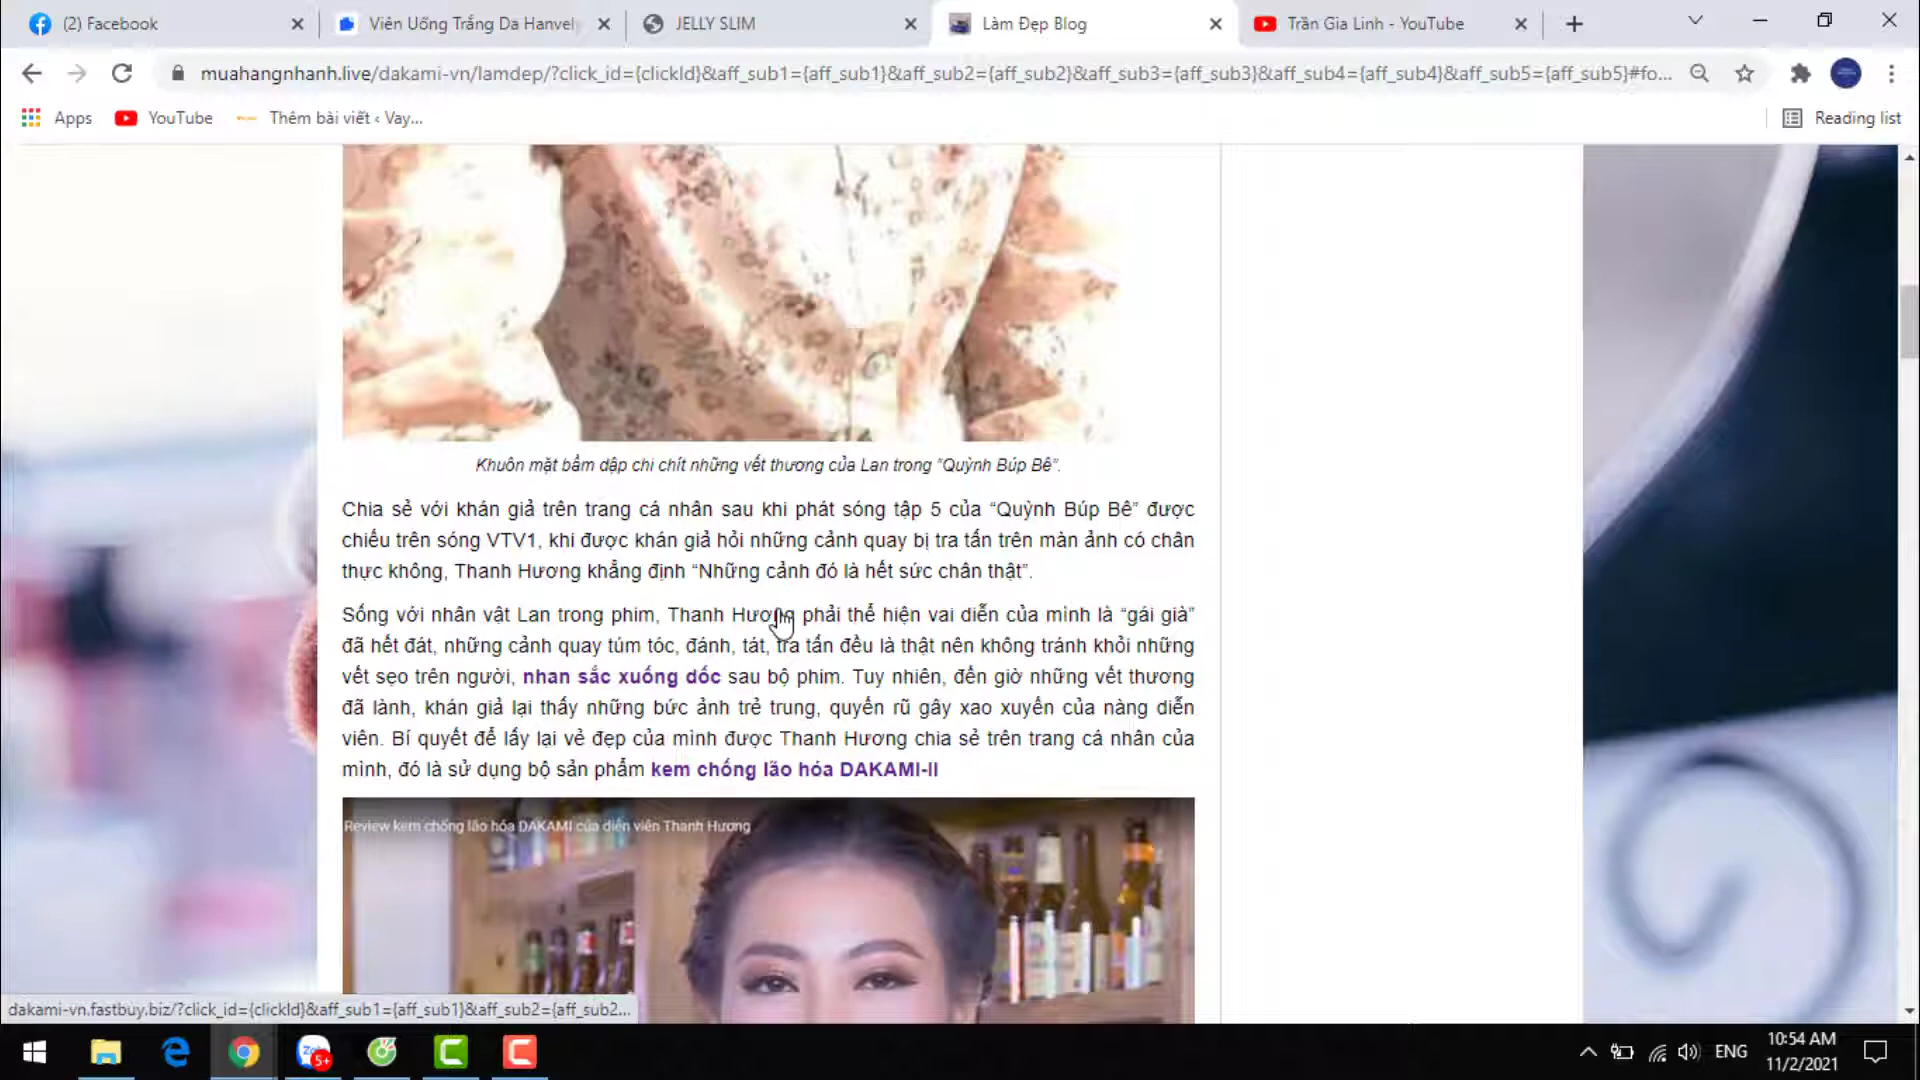 (2) Facebook
Viên Uống Trắng Da Hanvely
JELLY SLIM
Làm Đẹp Blog
Trần Gia Linh - YouTube
muahangnhanh.live/dakami-vn/lamdep/?click_id={clickId}&aff_sub1={aff_sub1}&aff_sub2={aff_sub2}&aff_sub3={aff_sub3}&aff_sub4={aff_sub4}&aff_sub5={aff_sub5}#fo...
Apps
YouTube
Thêm bài viết ‹ Vay...
Reading list
Khuôn mặt bầm dập chi chít những vết thương của Lan trong "Quỳnh Búp Bê".
Chia sẻ với khán giả trên trang cá nhân sau khi phát sóng tập 5 của “Quỳnh Búp Bê” được
chiếu trên sóng VTV1, khi được khán giả hỏi những cảnh quay bị tra tấn trên màn ảnh có chân
thực không, Thanh Hương khẳng định “Những cảnh đó là hết sức chân thật”.
Sống với nhân vật Lan trong phim, Thanh Hương phải thể hiện vai diễn của mình là “gái già”
đã hết đát, những cảnh quay túm tóc, đánh, tát, tra tấn đều là thật nên không tránh khỏi những
vết sẹo trên người, nhan sắc xuống dốc sau bộ phim. Tuy nhiên, đến giờ những vết thương
đã lành, khán giả lại thấy những bức ảnh trẻ trung, quyến rũ gây xao xuyến của nàng diễn
viên. Bí quyết để lấy lại vẻ đẹp của mình được Thanh Hương chia sẻ trên trang cá nhân của
mình, đó là sử dụng bộ sản phẩm kem chống lão hóa DAKAMI-II
Review kem chống lão hóa DAKAMI của diễn viên Thanh Hương
dakami-vn.fastbuy.biz/?click_id={clickId}&aff_sub1={aff_sub1}&aff_sub2={aff_sub2...
Zalo
5+
ENG
10:54 AM
11/2/2021